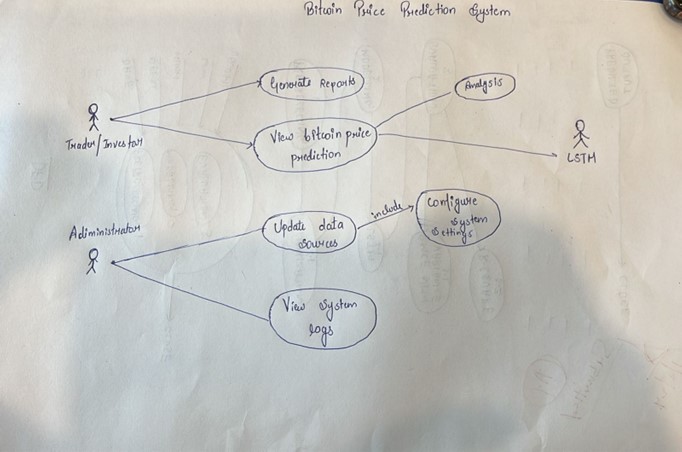 Bitcoin Price Prediction System
Generate Reports
Analysis
Trader/Investor
View bitcoin price
prediction
LSTM
Administrator
Update data
sources
include
Configure
System
Settings
View System
logs